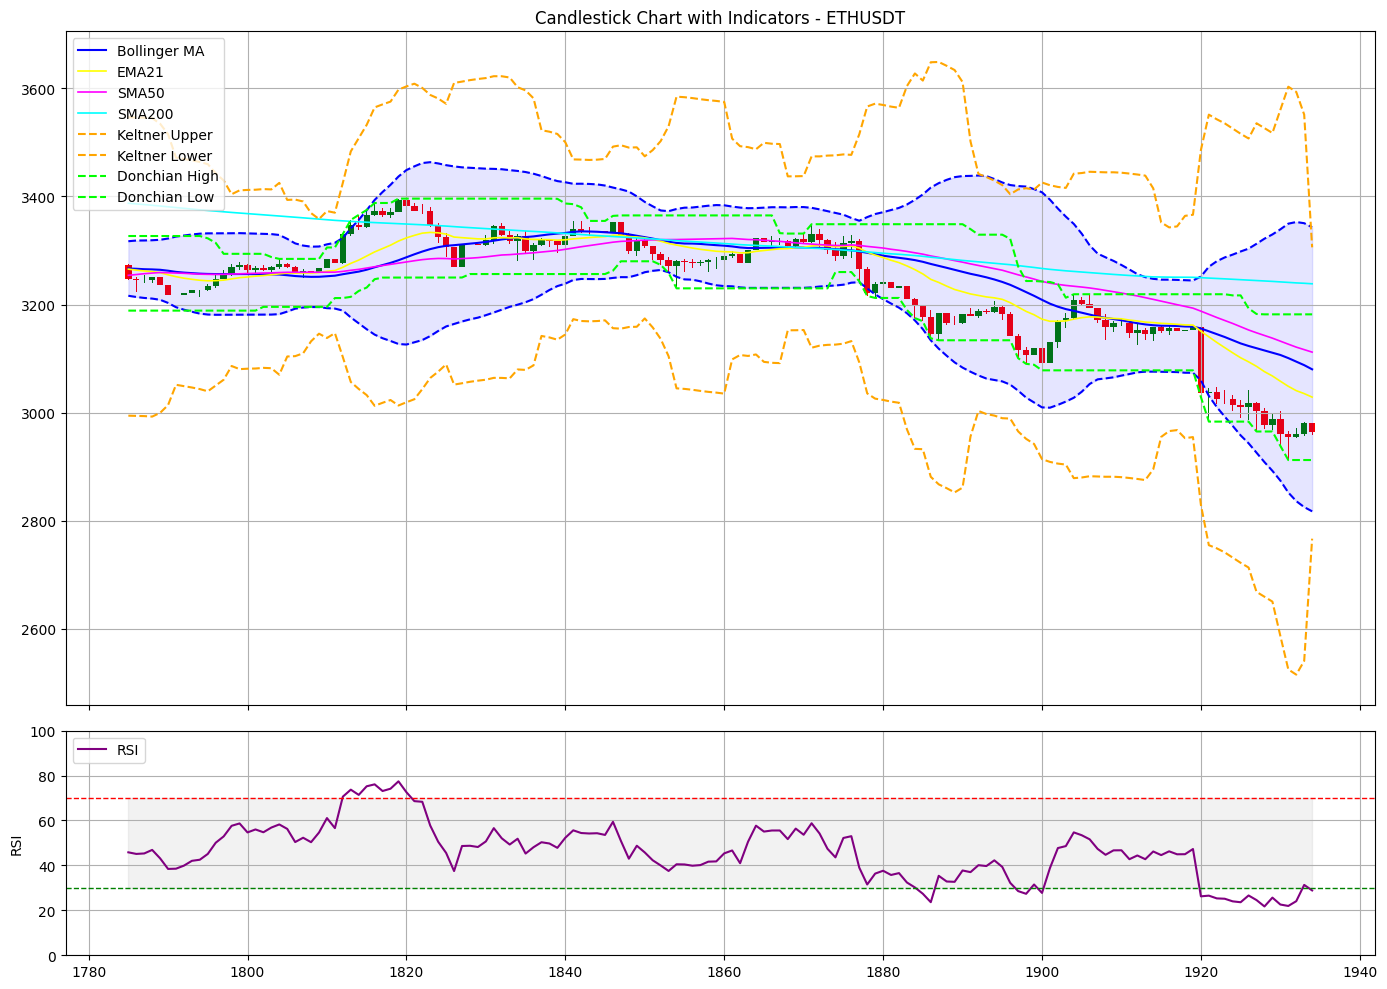 Candlestick Chart with Indicators - ETHUSDT
Bollinger MA
EMA21
SMA50
SMA200
Keltner Upper
Keltner Lower
Donchian High
Donchian Low
3600
3400
3200
3000
2800
2600
RSI
100
80
60
40
20
0
RSI
1780
1800
1820
1840
1860
1880
1900
1920
1940